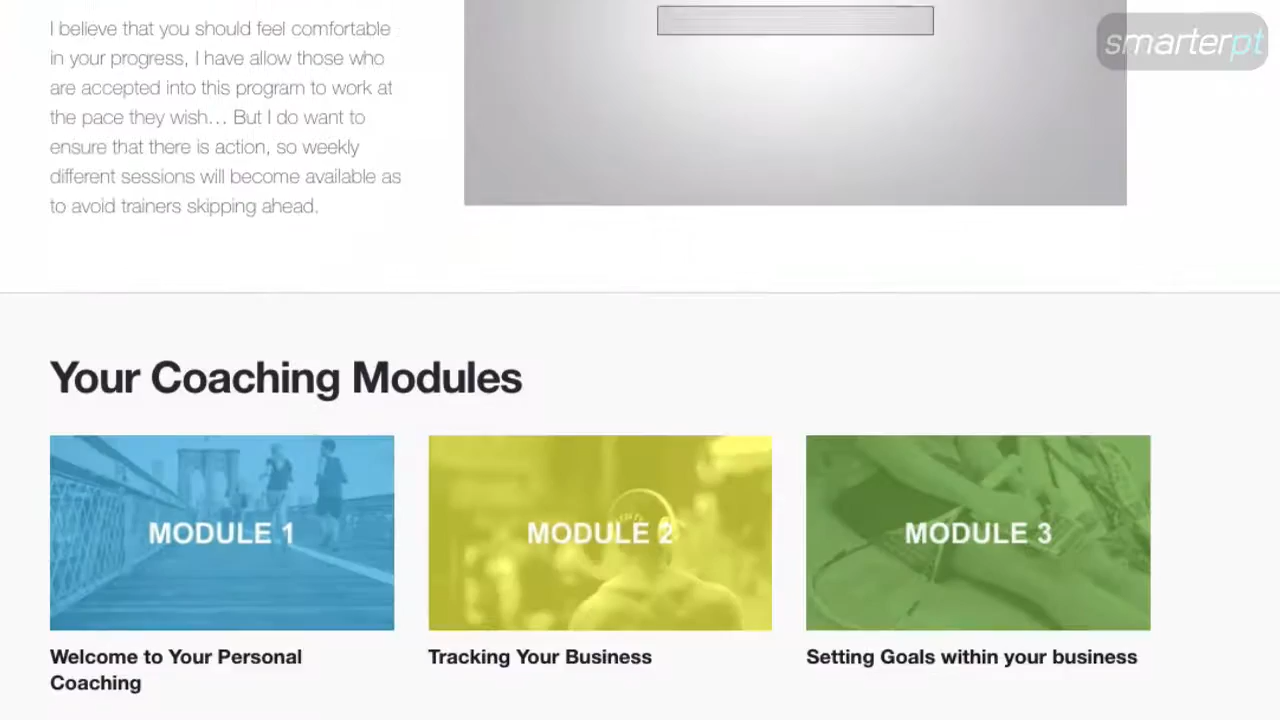 I believe that you should feel comfortable
in your progress, I have allow those who
are accepted into this program to work at
the pace they wish... But I do want to
ensure that there is action, so weekly
different sessions will become available as
to avoid trainers skipping ahead.
smarterpt
Your Coaching Modules
MODULE 1
MODULE 2
MODULE 3
Welcome to Your Personal
Coaching
Tracking Your Business
Setting Goals within your business